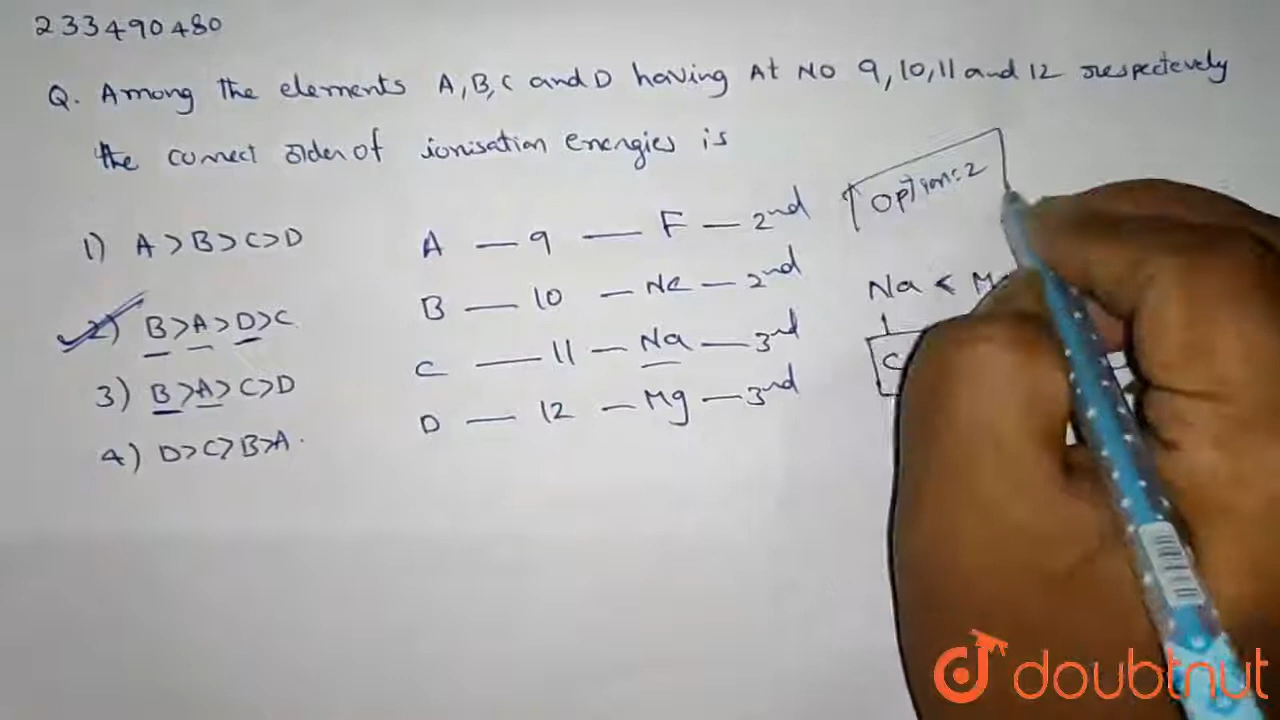 233490480
Q. Among the elements A, B, C and D having At No 9, 10, 11 and 12 respectevely
the correct order of ionisation energies is
1) A > B > C > D
2) B > A > D > C
3) B > A > C > D
4) D > C > B > A.
A — 9 — F — 2nd
B — 10 — Ne — 2nd
C — 11 — Na — 3rd
D — 12 — Mg — 3rd
Option: 2
Na < M
C
doubtnut